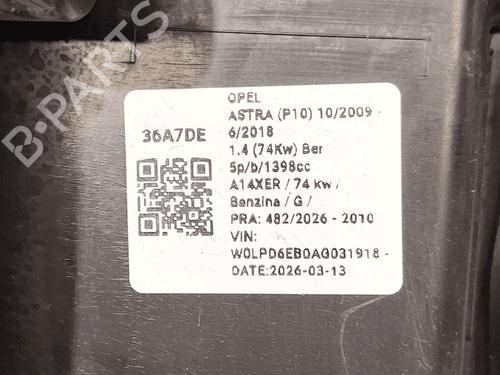 36A7DE
OPEL
ASTRA (P10) 10/2009 -
6/2018
1.4 (74Kw) Ber
5p/b/1398cc
A14XER / 74 kw /
Benzina / G /
PRA: 482/2026 - 2010
VIN:
W0LPD6EB0AG031918 -
DATE:2026-03-13
B-PARTS